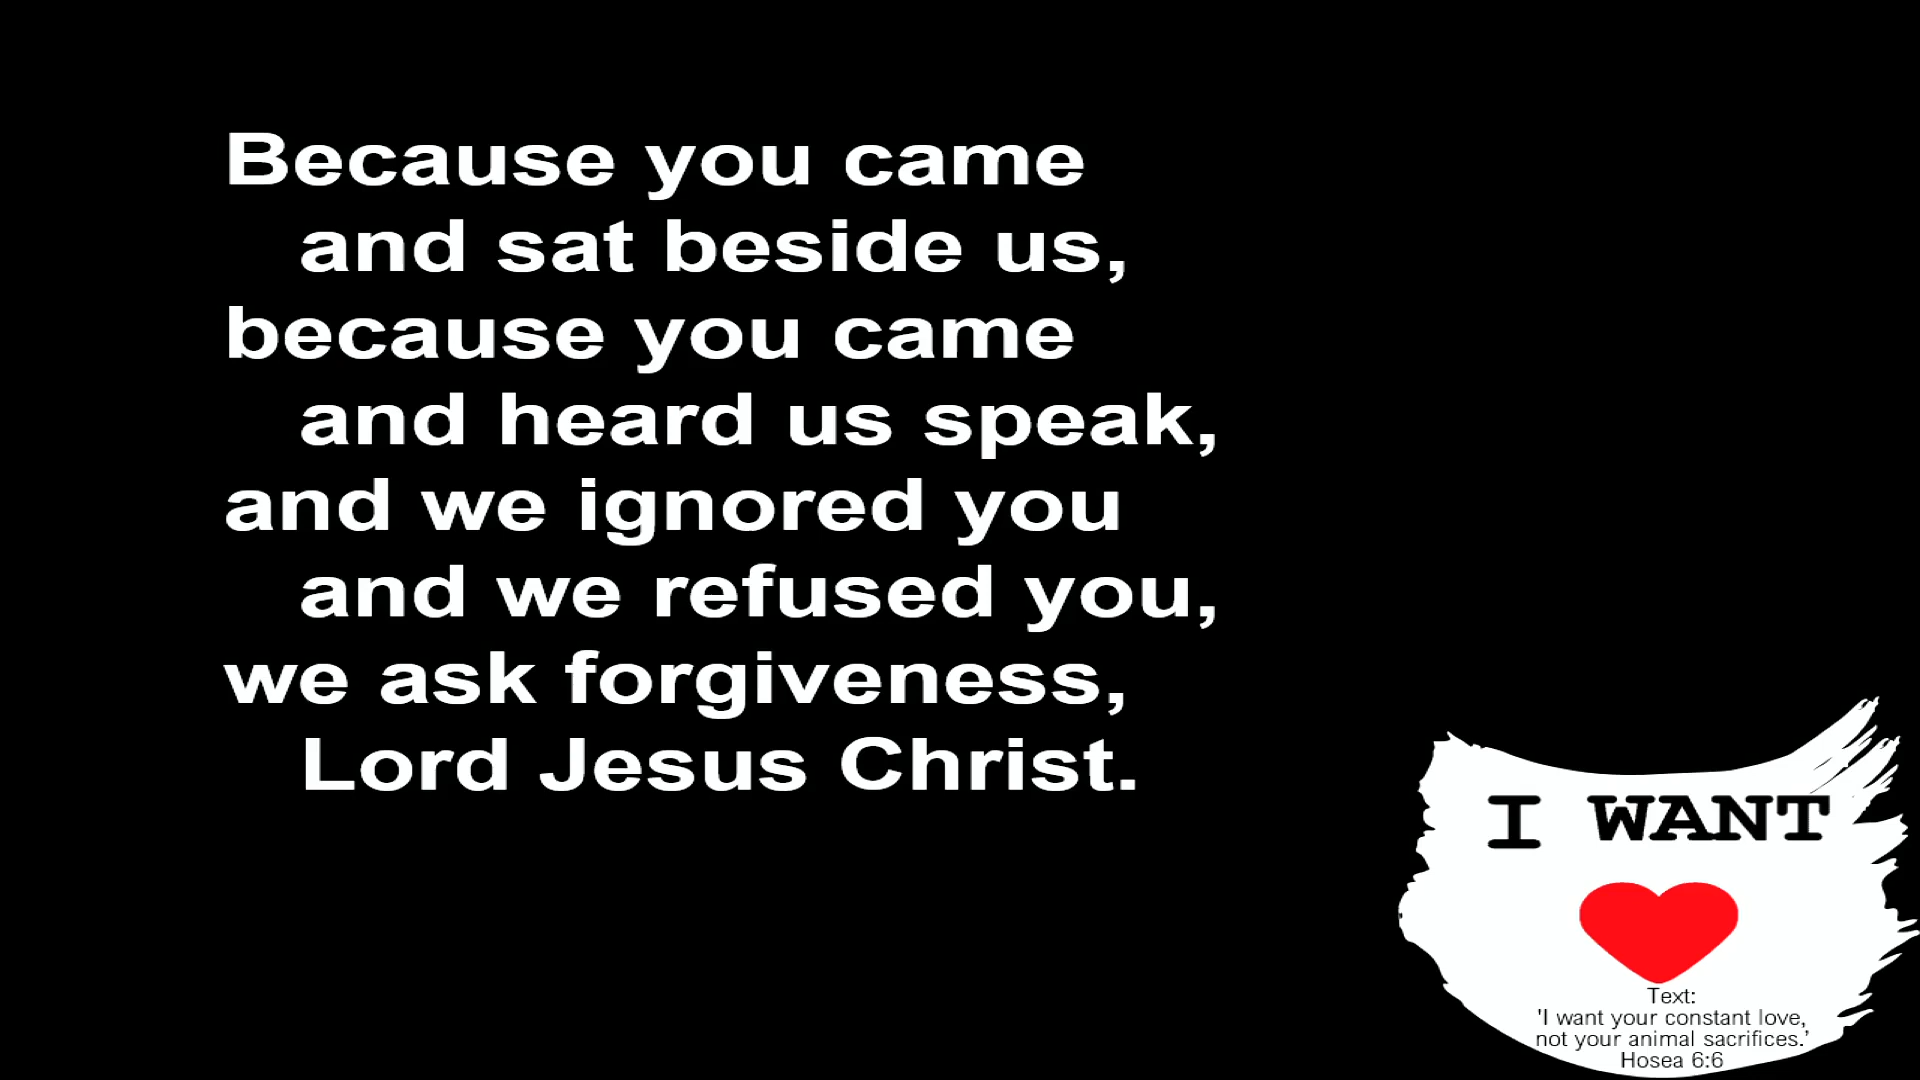 Because you came
and sat beside us,
because you came
and heard us speak,
and we ignored you
and we refused you,
we ask forgiveness,
Lord Jesus Christ.
I WANT
Text:
'I want your constant love,
not your animal sacrifices.'
Hosea 6:6